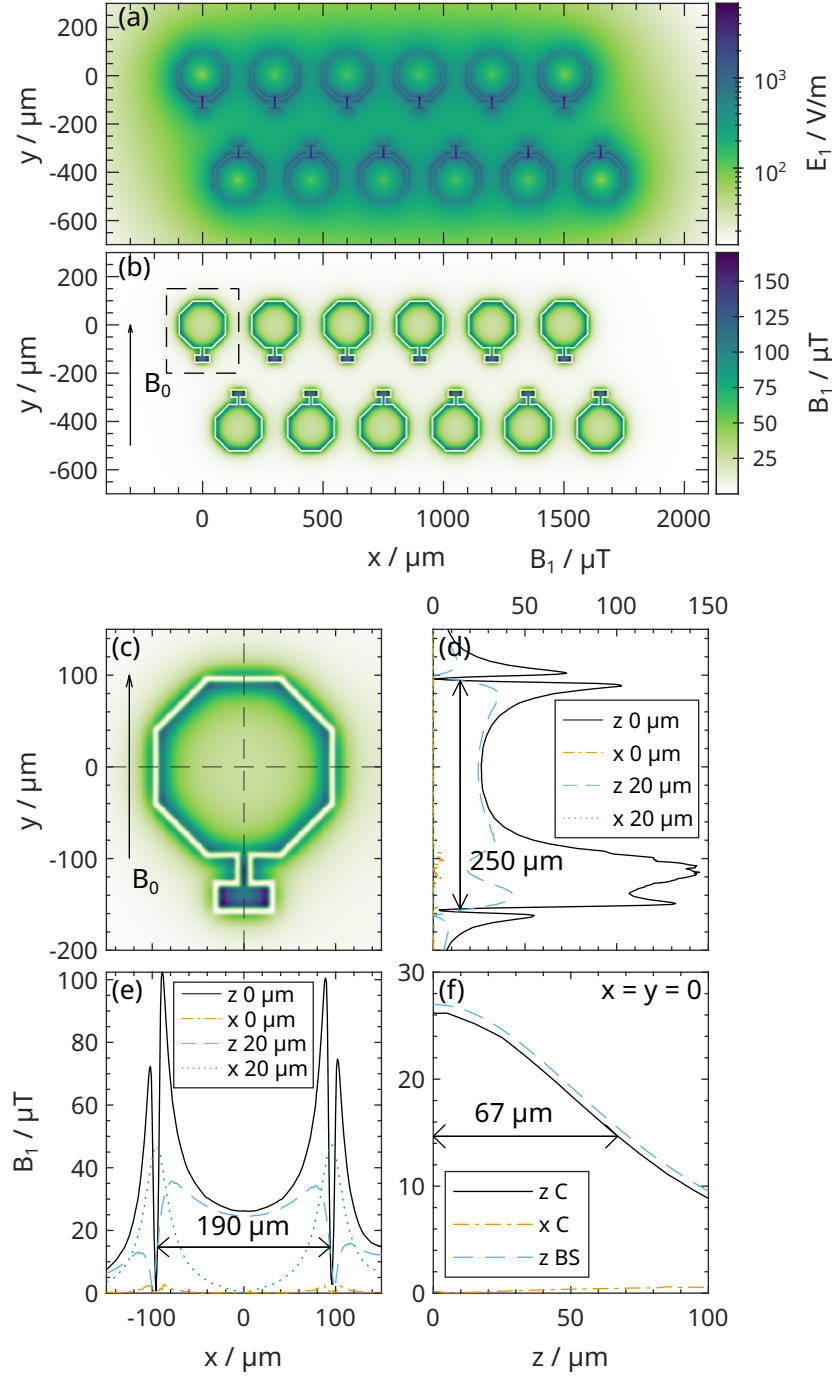 (a)
200
0
-200
-400
-600
y / µm
10³
10²
E₁ / V/m
(b)
200
0
-200
-400
-600
y / µm
B₀
150
125
100
75
50
25
B₁ / µT
0 500 1000 1500 2000
x / µm
B₁ / µT
0 50 100 150
(c)
100
0
-100
-200
y / µm
B₀
(d)
z 0 µm
x 0 µm
z 20 µm
x 20 µm
250 µm
(e)
100
80
60
40
20
0
B₁ / µT
z 0 µm
x 0 µm
z 20 µm
x 20 µm
190 µm
-100 0 100
x / µm
(f)
x = y = 0
30
20
10
0
67 µm
z C
x C
z BS
0 50 100
z / µm